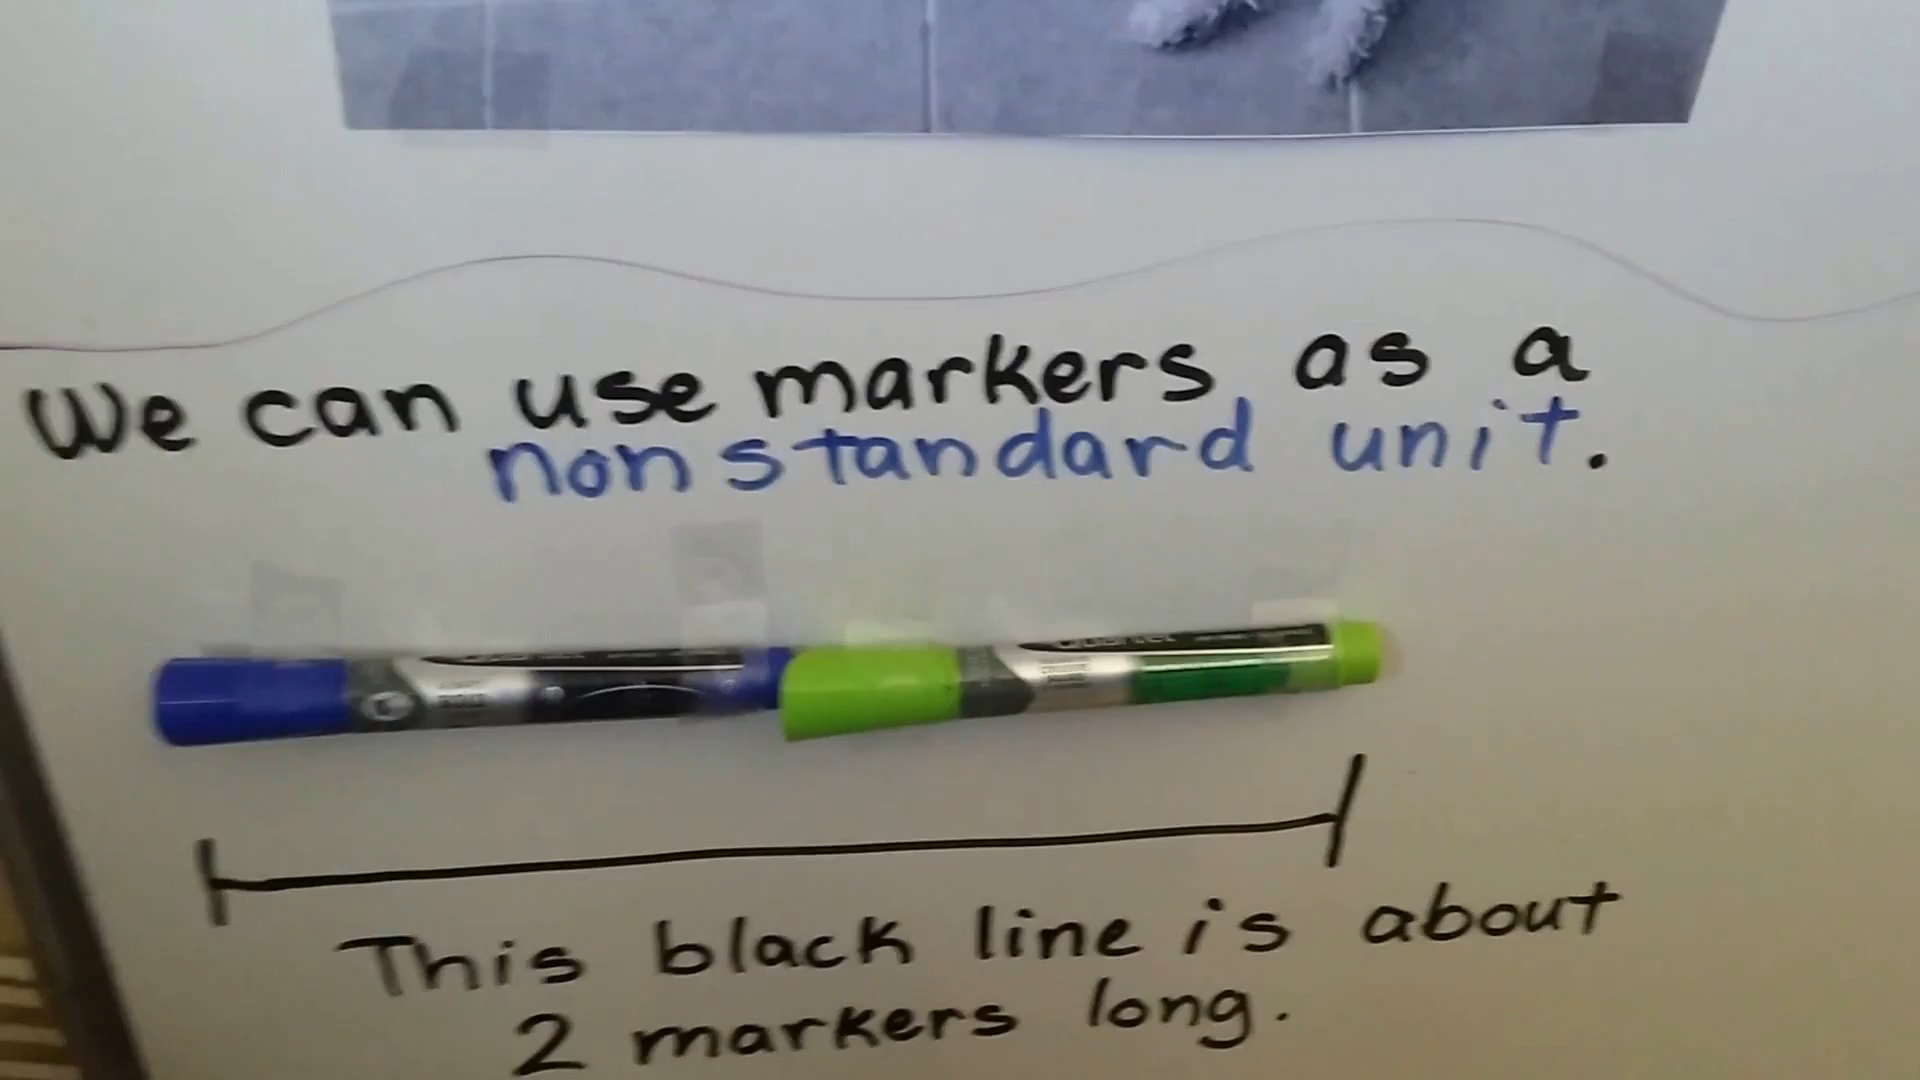 We can use markers as a
nonstandard unit.
This black line is about
2 markers long.